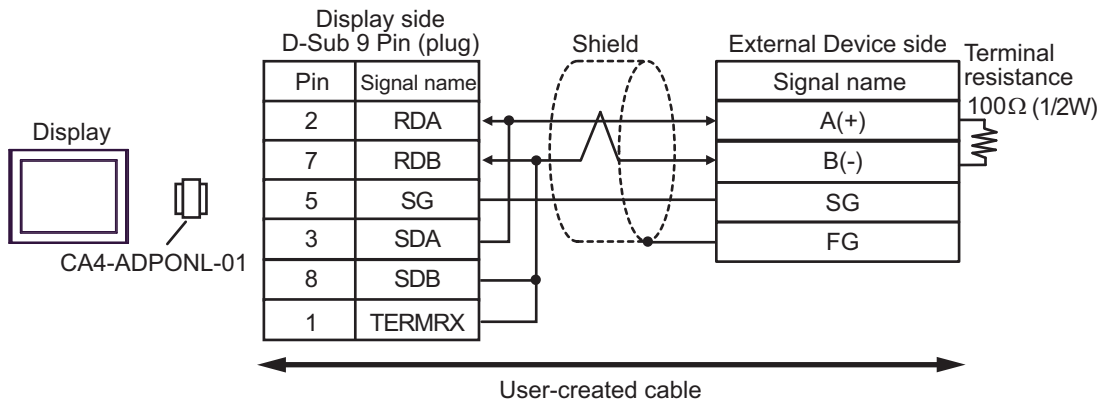 Display side
D-Sub 9 Pin (plug)
Shield
External Device side
Terminal
resistance
100Ω (1/2W)
Pin Signal name
Signal name
2 RDA
A(+)
7 RDB
B(-)
5 SG
SG
3 SDA
FG
8 SDB
1 TERMRX
Display
CA4-ADPONL-01
User-created cable